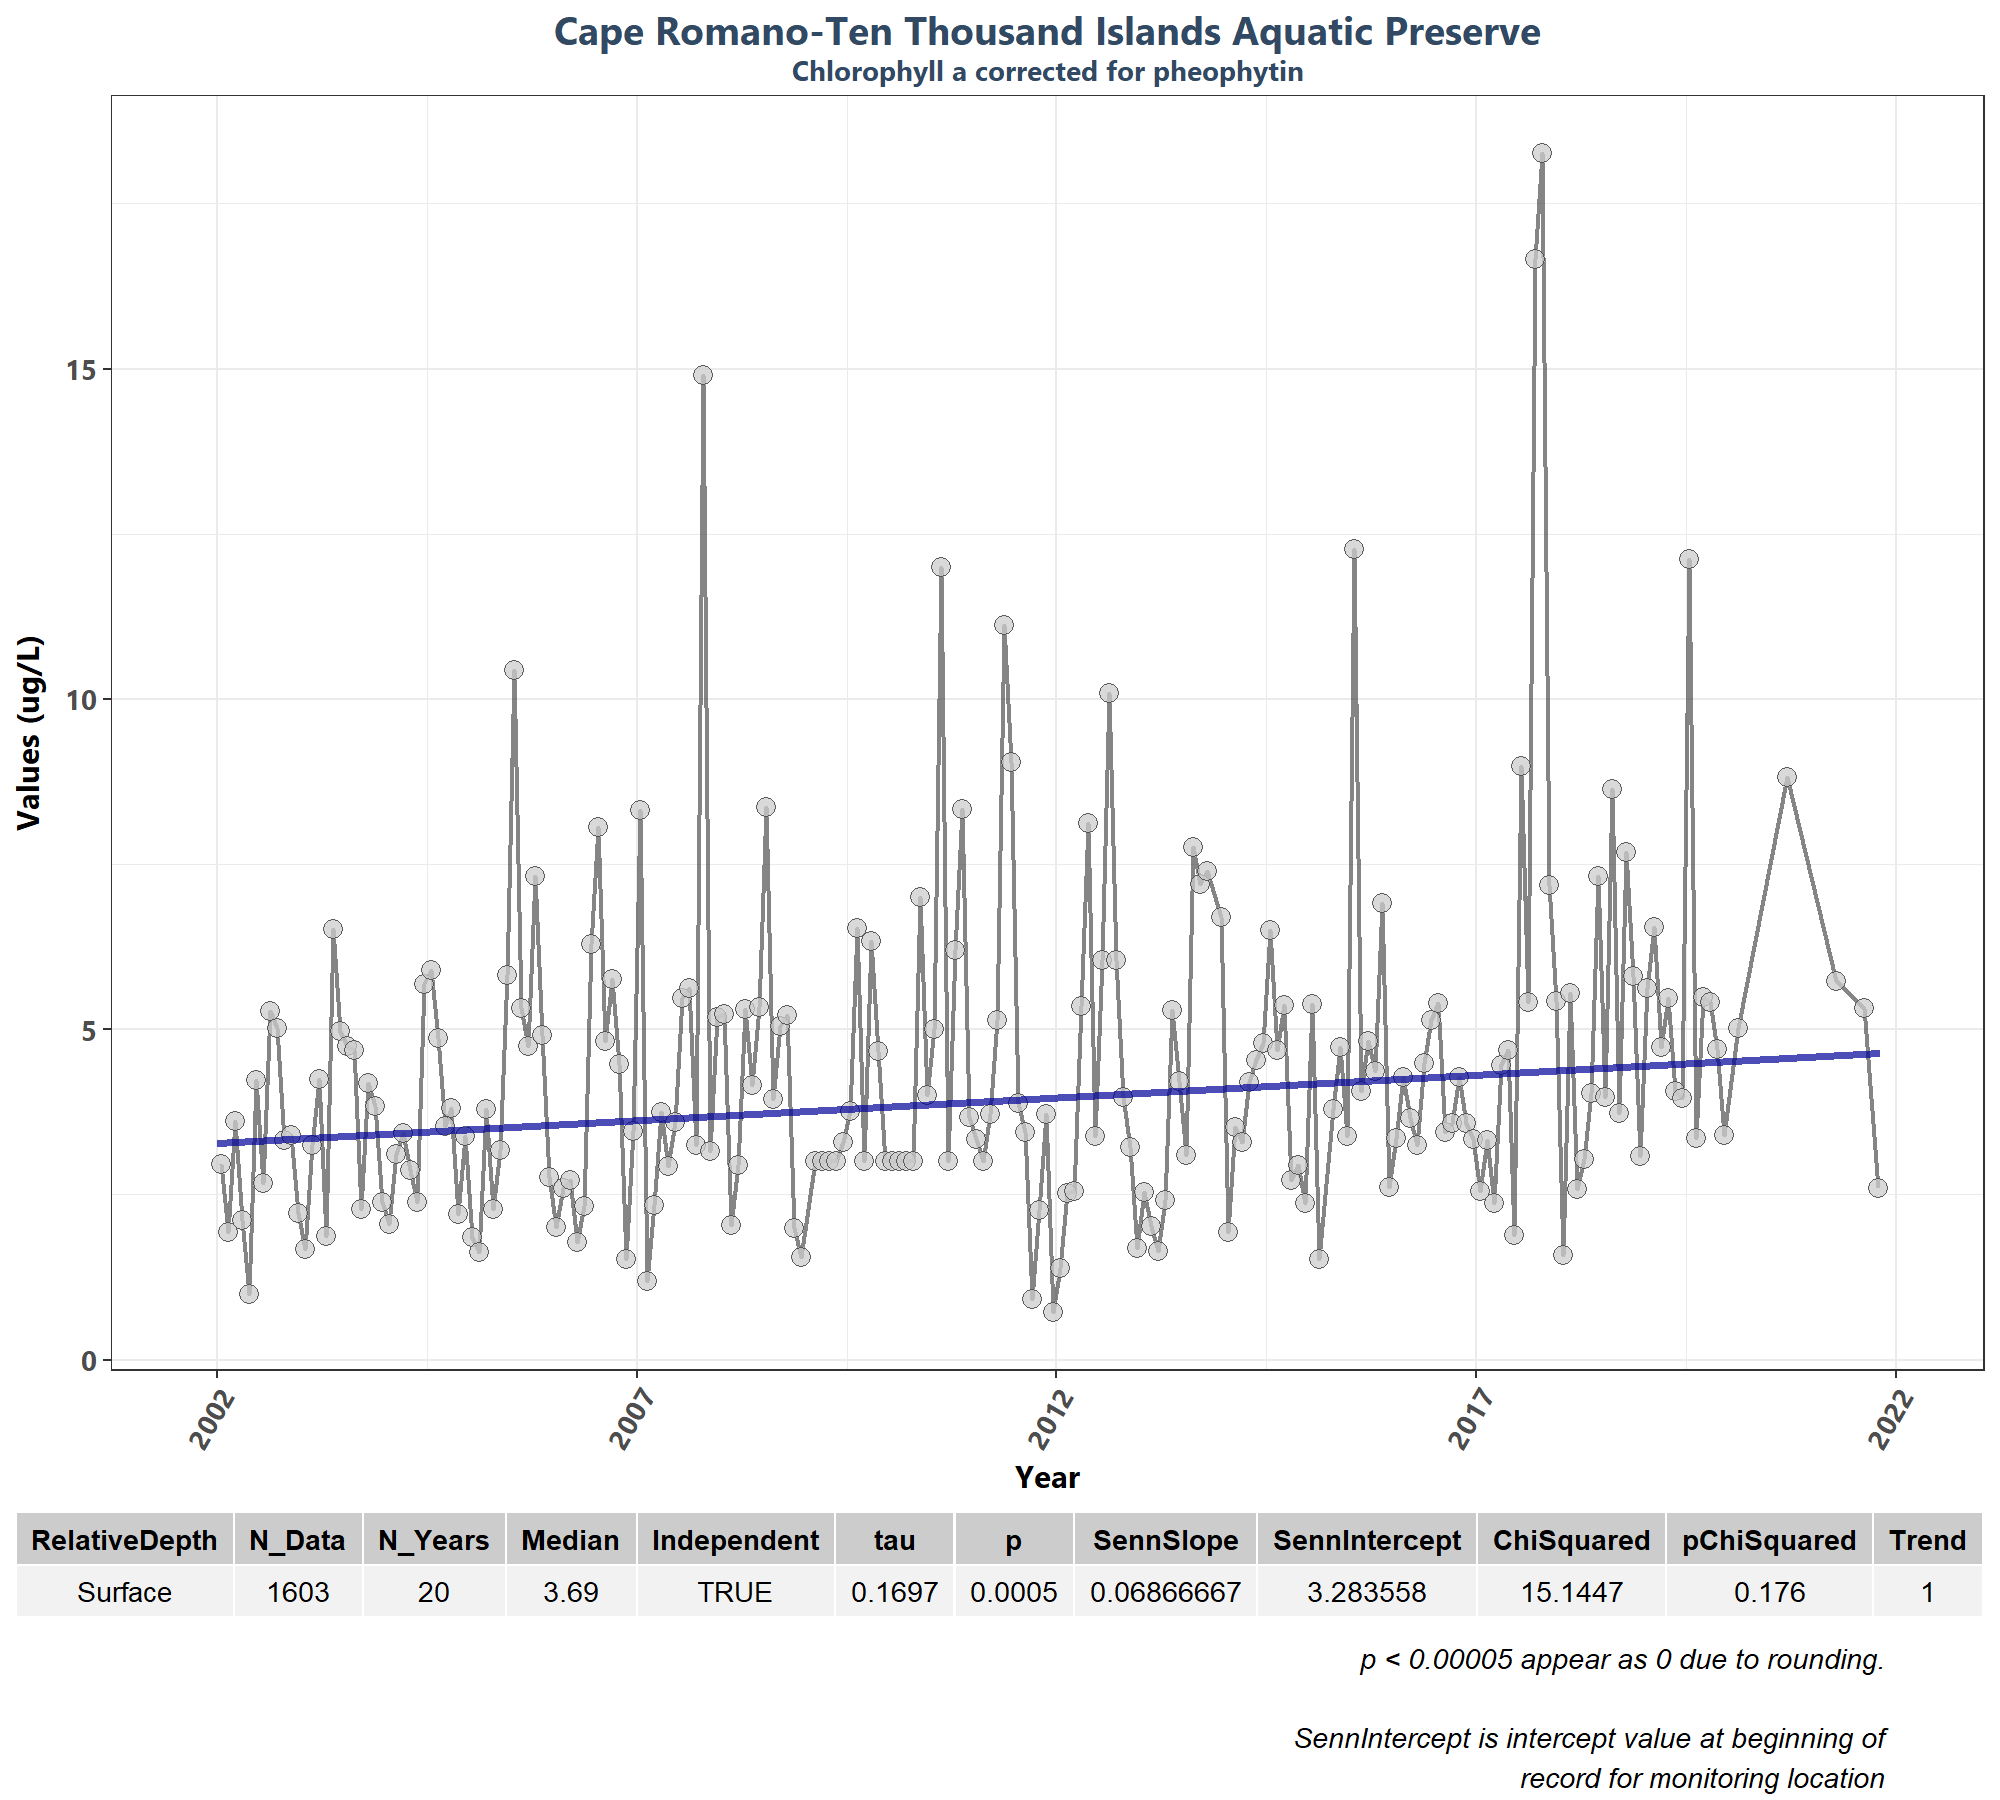 Cape Romano-Ten Thousand Islands Aquatic Preserve
Chlorophyll a corrected for pheophytin
Values (ug/L)
15
10
5
0
2002 2007 2012 2017 2022
Year
RelativeDepth N_Data N_Years Median Independent tau p SennSlope SennIntercept ChiSquared pChiSquared Trend
Surface 1603 20 3.69 TRUE 0.1697 0.0005 0.06866667 3.283558 15.1447 0.176 1
p < 0.00005 appear as 0 due to rounding.
SennIntercept is intercept value at beginning of
record for monitoring location